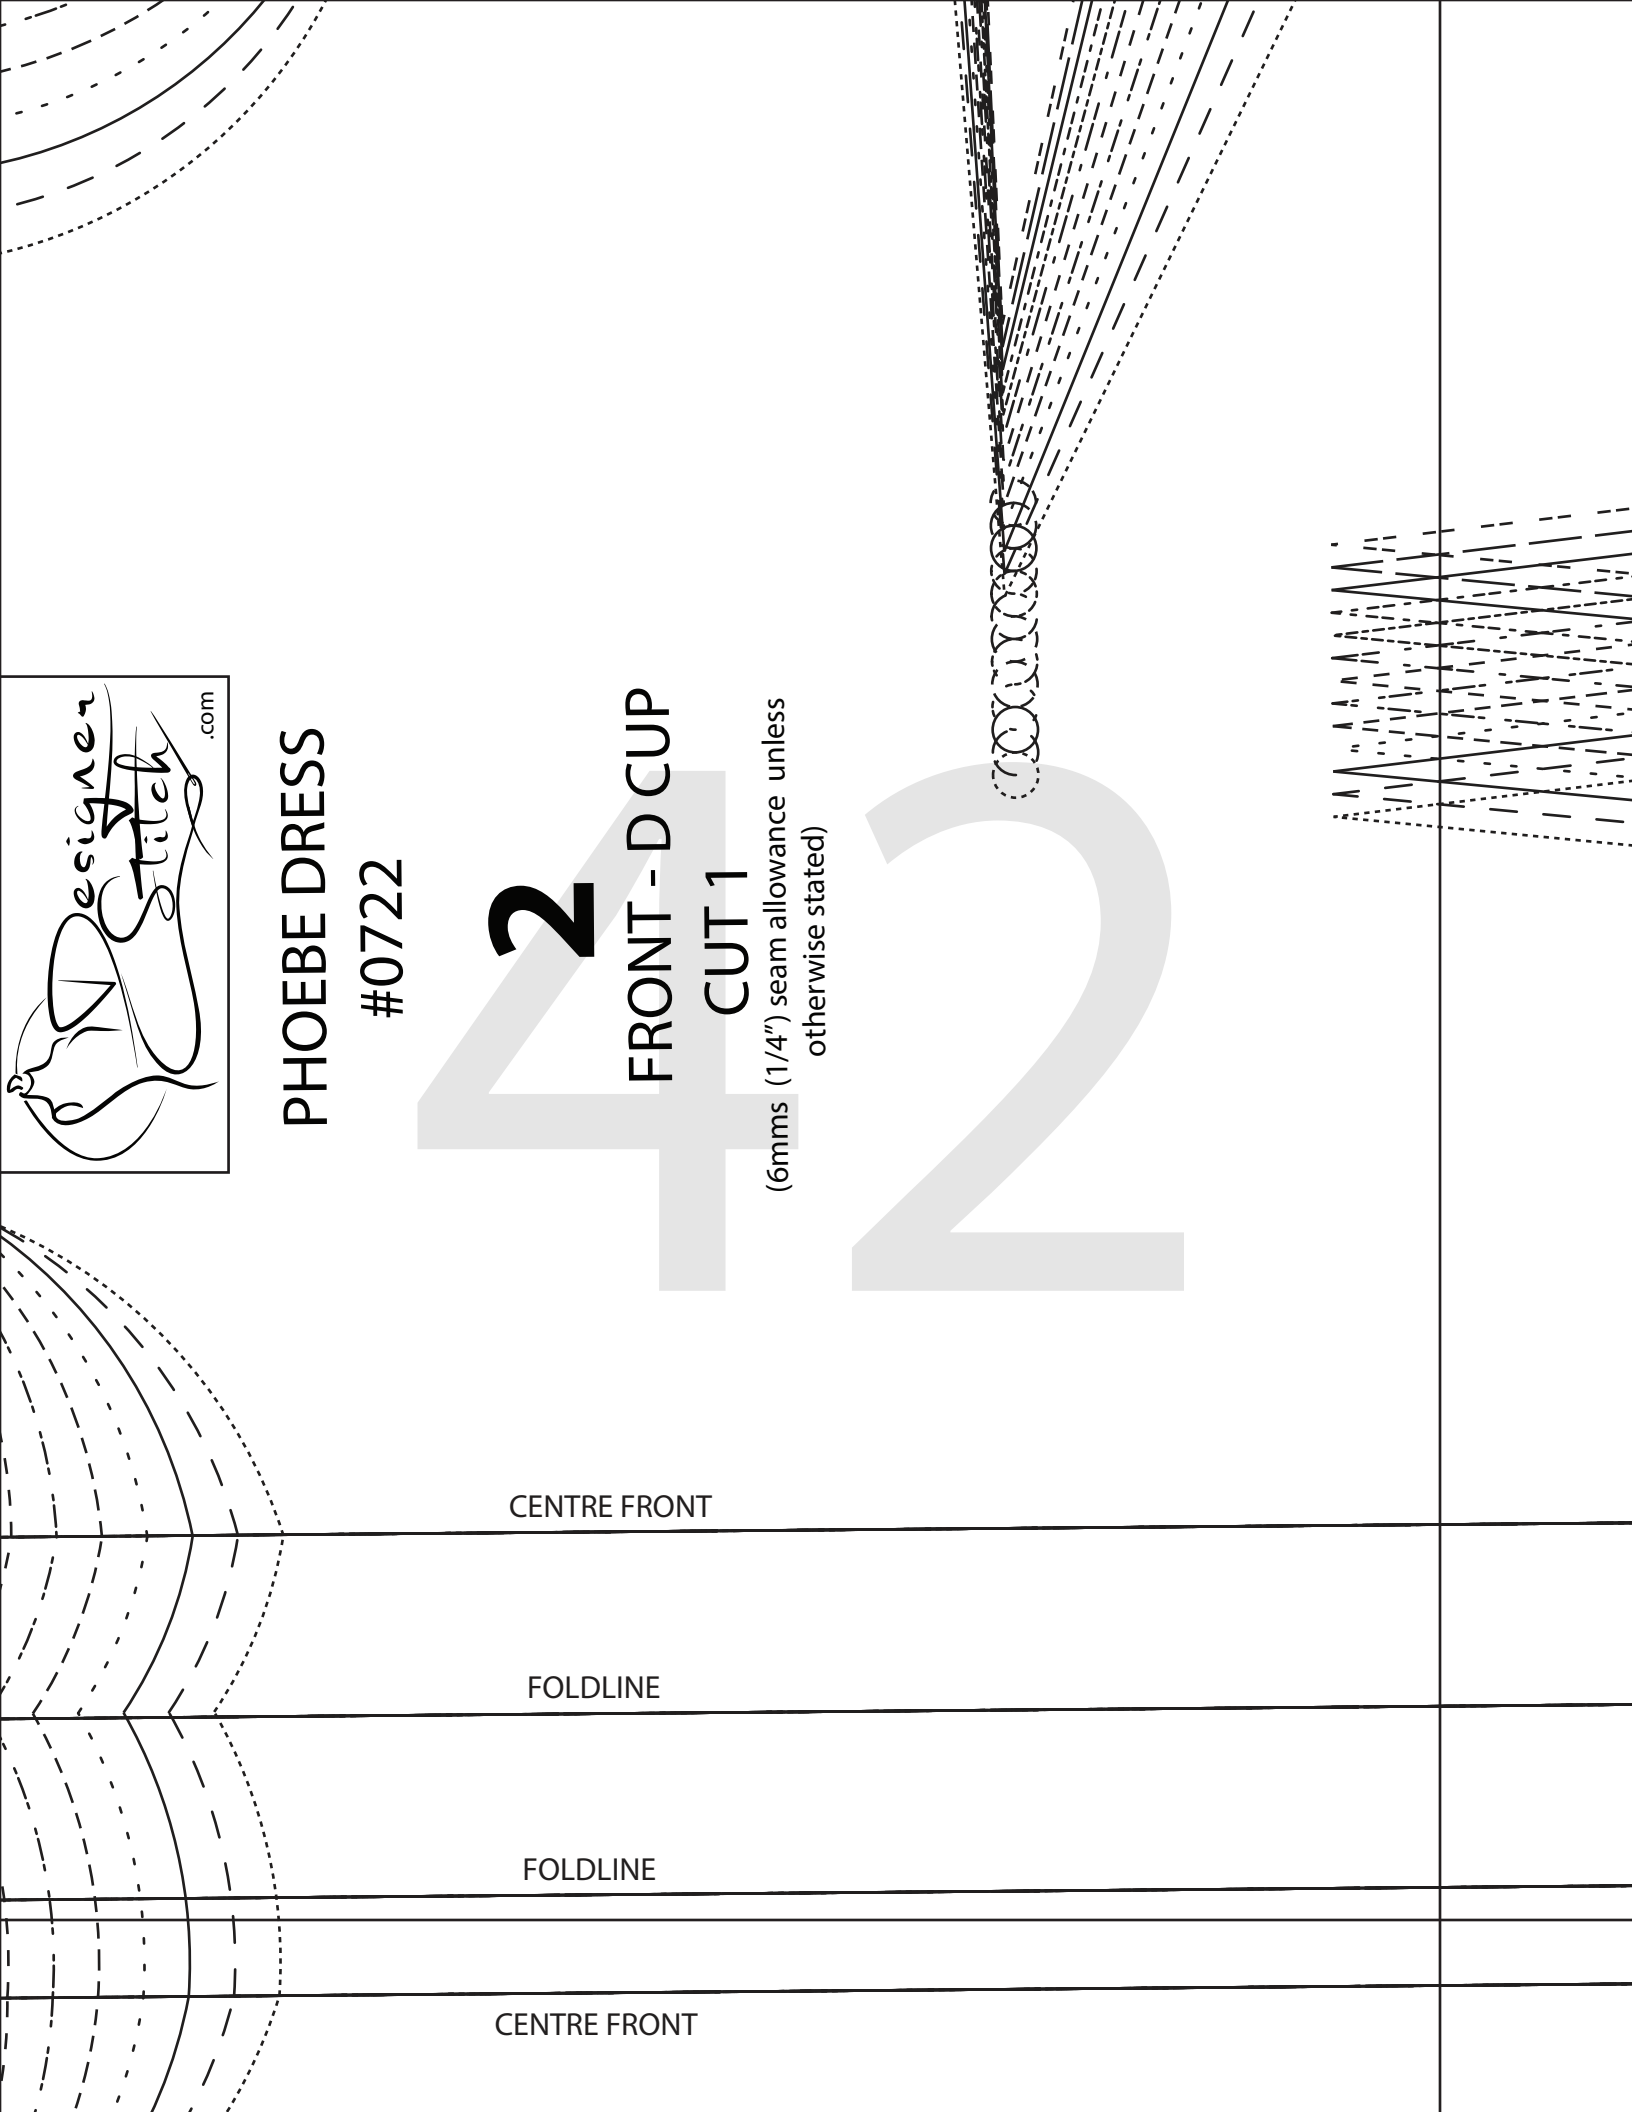 esigner
Stitch
.com
PHOEBE DRESS
#0722
2
FRONT - D CUP
CUT 1
(6mms (1/4”) seam allowance unless
otherwise stated)
42
CENTRE FRONT
FOLDLINE
FOLDLINE
CENTRE FRONT